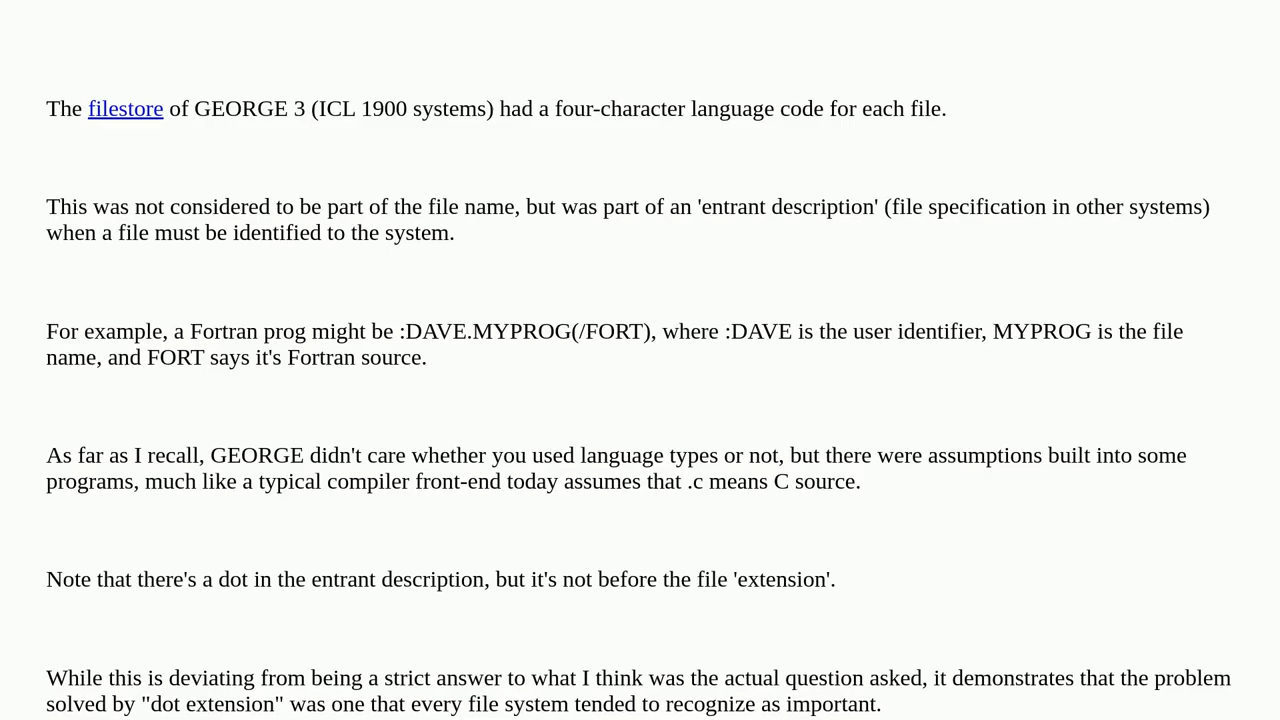 The filestore of GEORGE 3 (ICL 1900 systems) had a four-character language code for each file.
This was not considered to be part of the file name, but was part of an 'entrant description' (file specification in other systems)
when a file must be identified to the system.
For example, a Fortran prog might be :DAVE.MYPROG(/FORT), where :DAVE is the user identifier, MYPROG is the file
name, and FORT says it's Fortran source.
As far as I recall, GEORGE didn't care whether you used language types or not, but there were assumptions built into some
programs, much like a typical compiler front-end today assumes that .c means C source.
Note that there's a dot in the entrant description, but it's not before the file 'extension'.
While this is deviating from being a strict answer to what I think was the actual question asked, it demonstrates that the problem
solved by "dot extension" was one that every file system tended to recognize as important.